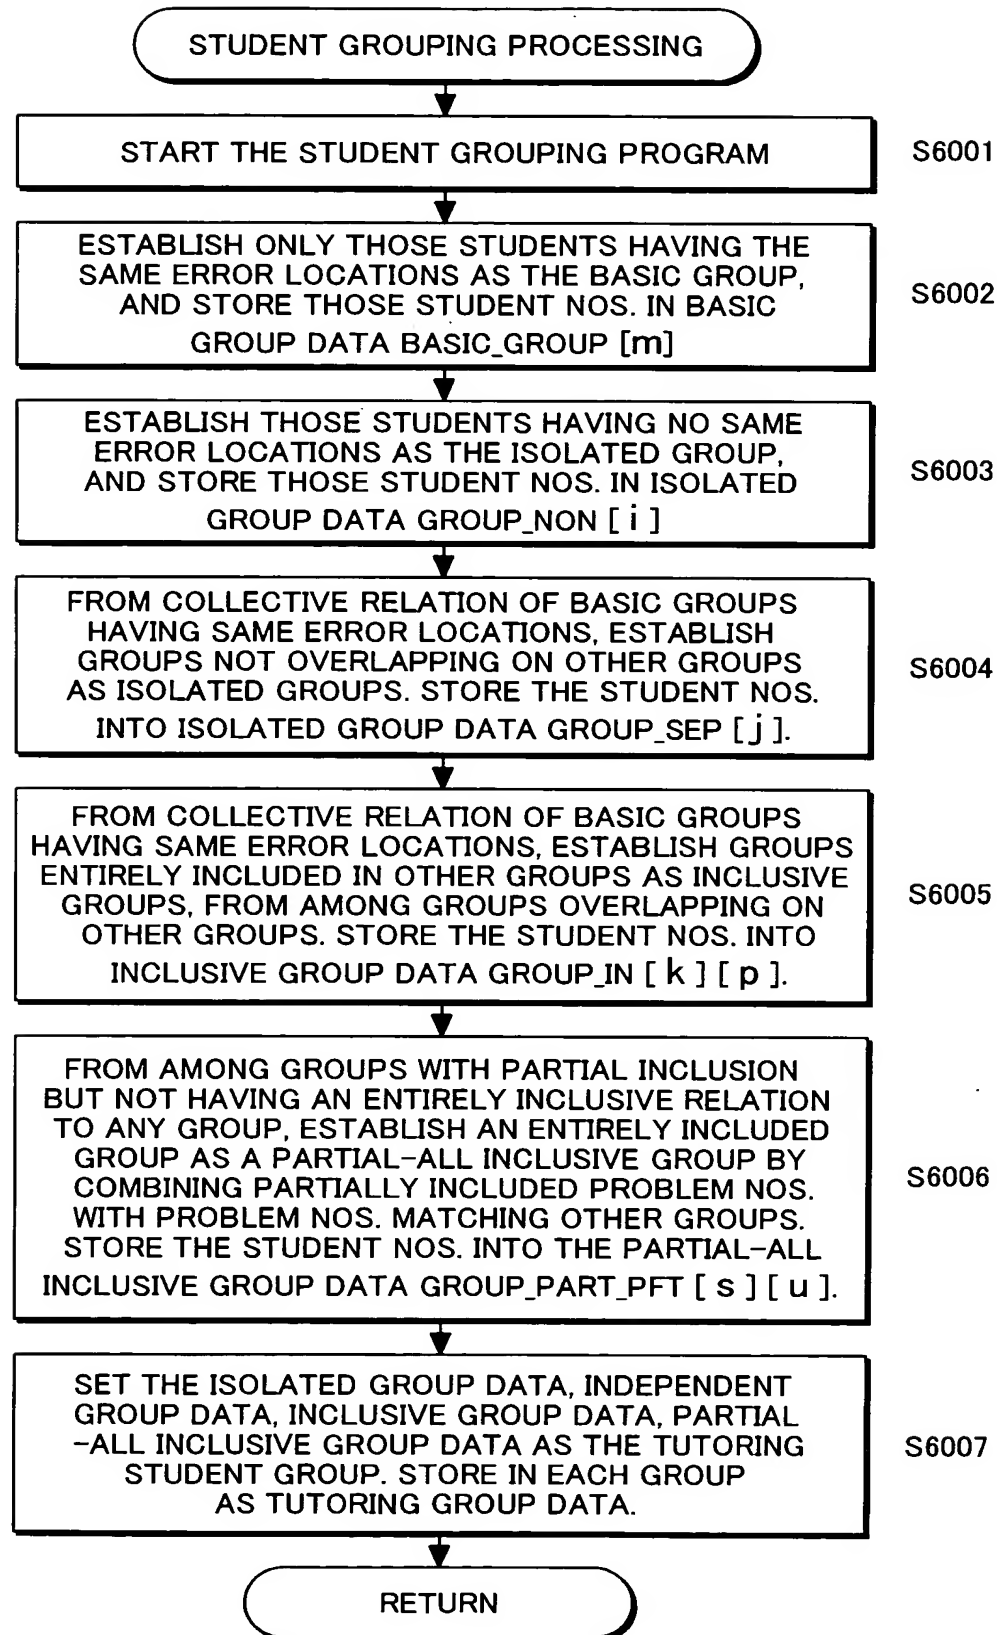 STUDENT GROUPING PROCESSING
START THE STUDENT GROUPING PROGRAM
S6001
ESTABLISH ONLY THOSE STUDENTS HAVING THE
SAME ERROR LOCATIONS AS THE BASIC GROUP,
AND STORE THOSE STUDENT NOS. IN BASIC
GROUP DATA BASIC_GROUP [m]
S6002
ESTABLISH THOSE STUDENTS HAVING NO SAME
ERROR LOCATIONS AS THE ISOLATED GROUP,
AND STORE THOSE STUDENT NOS. IN ISOLATED
GROUP DATA GROUP_NON [ i ]
S6003
FROM COLLECTIVE RELATION OF BASIC GROUPS
HAVING SAME ERROR LOCATIONS, ESTABLISH
GROUPS NOT OVERLAPPING ON OTHER GROUPS
AS ISOLATED GROUPS. STORE THE STUDENT NOS.
INTO ISOLATED GROUP DATA GROUP_SEP [ j ].
S6004
FROM COLLECTIVE RELATION OF BASIC GROUPS
HAVING SAME ERROR LOCATIONS, ESTABLISH GROUPS
ENTIRELY INCLUDED IN OTHER GROUPS AS INCLUSIVE
GROUPS, FROM AMONG GROUPS OVERLAPPING ON
OTHER GROUPS. STORE THE STUDENT NOS. INTO
INCLUSIVE GROUP DATA GROUP_IN [ k ] [ p ].
S6005
FROM AMONG GROUPS WITH PARTIAL INCLUSION
BUT NOT HAVING AN ENTIRELY INCLUSIVE RELATION
TO ANY GROUP, ESTABLISH AN ENTIRELY INCLUDED
GROUP AS A PARTIAL-ALL INCLUSIVE GROUP BY
COMBINING PARTIALLY INCLUDED PROBLEM NOS.
WITH PROBLEM NOS. MATCHING OTHER GROUPS.
STORE THE STUDENT NOS. INTO THE PARTIAL-ALL
INCLUSIVE GROUP DATA GROUP_PART_PFT [ s ] [ u ].
S6006
SET THE ISOLATED GROUP DATA, INDEPENDENT
GROUP DATA, INCLUSIVE GROUP DATA, PARTIAL
-ALL INCLUSIVE GROUP DATA AS THE TUTORING
STUDENT GROUP. STORE IN EACH GROUP
AS TUTORING GROUP DATA.
S6007
RETURN